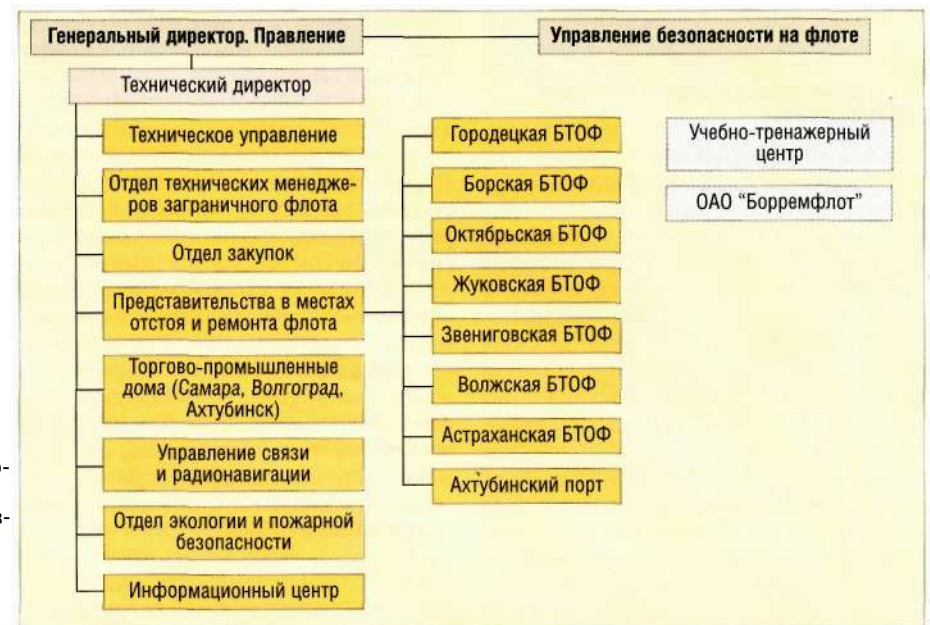 Генеральный директор. Правление
Управление безопасности на флоте
Технический директор
Техническое управление
Отдел технических менедже-
ров заграничного флота
Отдел закупок
Представительства в местах
отстоя и ремонта флота
Торгово-промышленные
дома (Самара, Волгоград,
Ахтубинск)
Управление связи
и радионавигации
Отдел экологии и пожарной
безопасности
Информационный центр
Городецкая БТОФ
Борская БТОФ
Октябрьская БТОФ
Жуковская БТОФ
Звениговская БТОФ
Волжская БТОФ
Астраханская БТОФ
Ахтубинский порт
Учебно-тренажерный
центр
ОАО "Борремфлот"